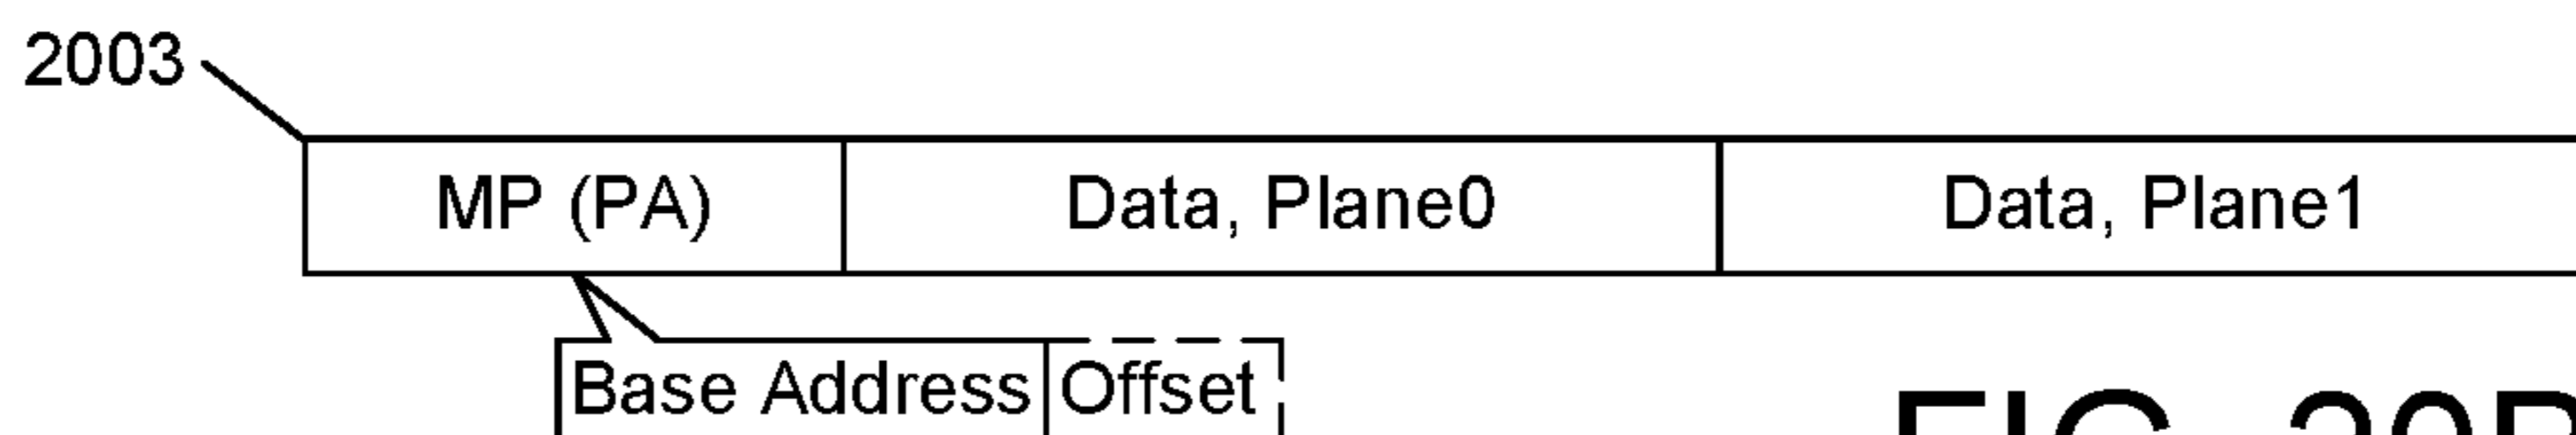 2003
MP (PA) Data, Plane0 Data, Plane1
Base Address Offset